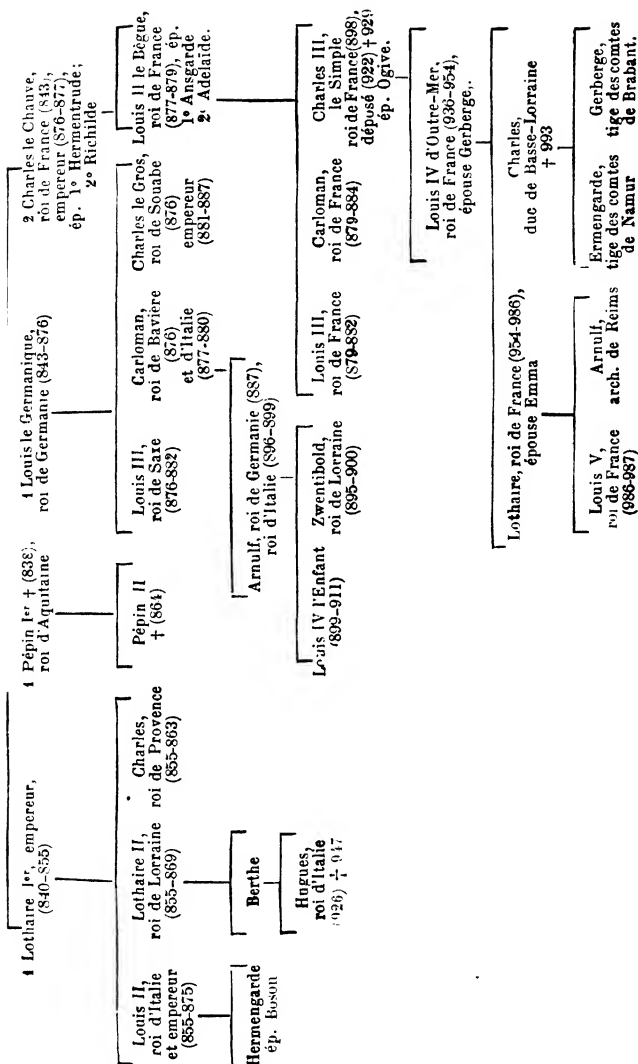 1 Lothaire Ier, empereur,
(840-855)
1 Pépin Ier + (838),
roi d'Aquitaine
1 Louis le Germanique,
roi de Germanie (843-876)
2 Charles le Chauve,
roi de France (843),
empereur (876-877),
ép. 1º Hermentrude;
2º Richilde
Louis II,
roi d'Italie
et empereur
(855-875)
Lothaire II,
roi de Lorraine
(855-869)
Charles,
roi de Provence
(855-863)
Pépin II
+ (864)
Louis III,
roi de Saxe
(876-882)
Carloman,
roi de Bavière
(876)
et d'Italie
(877-880)
Charles le Gros,
roi de Souabe
(876)
empereur
(881-887)
Louis II le Bègue,
roi de France
(877-879), ép.
1º Ansgarde
2º Adelaïde.
Hermengarde
ép. Boson
Berthe
Arnulf, roi de Germanie (887),
roi d'Italie (896-899)
Louis III,
roi de France
(879-882)
Carloman,
roi de France
(879-884)
Charles III,
le Simple
roi de France (898),
déposé (922) + 929
ép. Ogive.
Hugues,
roi d'Italie
(926) + 947
Louis IV l'Enfant
(899-911)
Zwentibold,
roi de Lorraine
(895-900)
Louis IV d'Outre-Mer,
roi de France (936-954),
épouse Gerberge.
Lothaire, roi de France (954-986),
épouse Emma
Charles,
duc de Basse-Lorraine
+ 993
Louis V,
roi de France
(986-987)
Arnulf,
arch. de Reims
Ermengarde,
tige des comtes
de Namur
Gerberge,
tige des comtes
de Brabant.